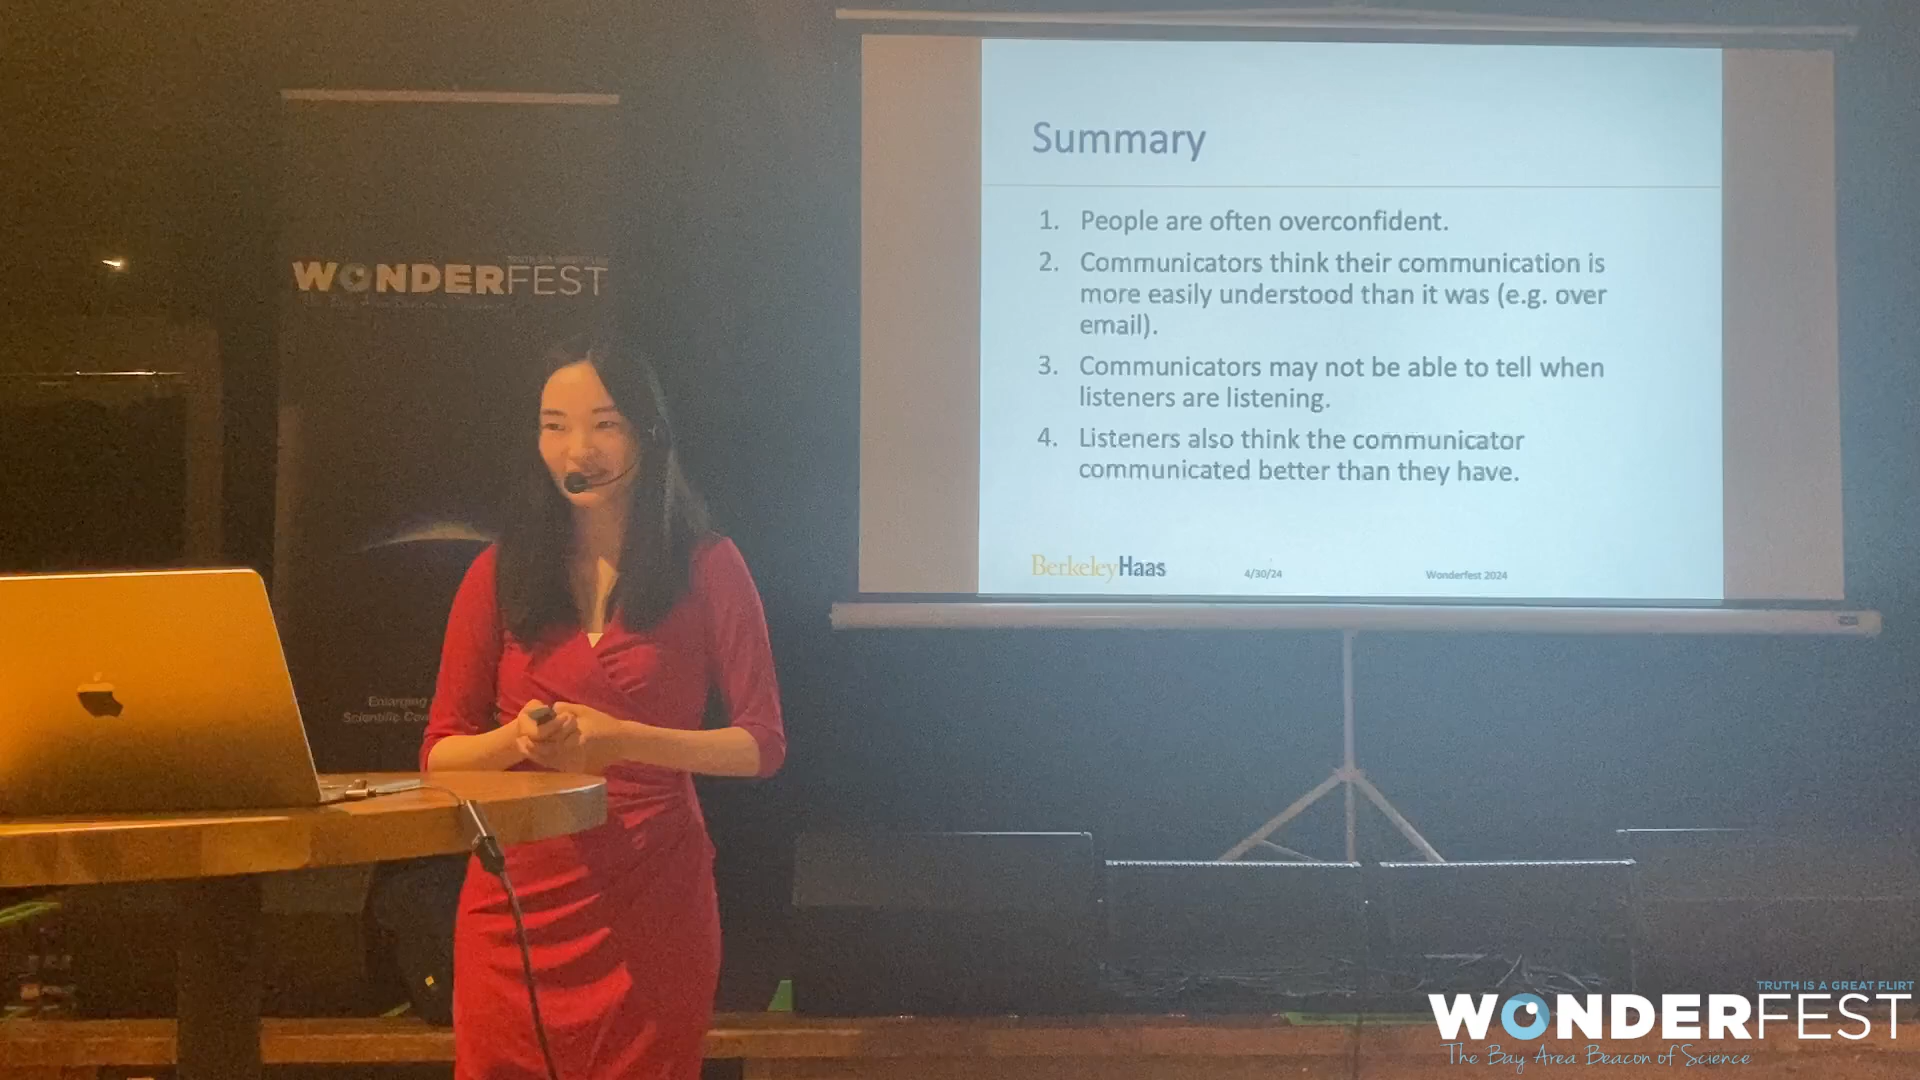 WONDERFEST
Enlarging
Scientific
Summary
1. People are often overconfident.
2. Communicators think their communication is
more easily understood than it was (e.g. over
email).
3. Communicators may not be able to tell when
listeners are listening.
4. Listeners also think the communicator
communicated better than they have.
BerkeleyHaas
4/30/24
Wonderfest 2024
TRUTH IS A GREAT FLIRT
WONDERFEST
The Bay Area Beacon of Science